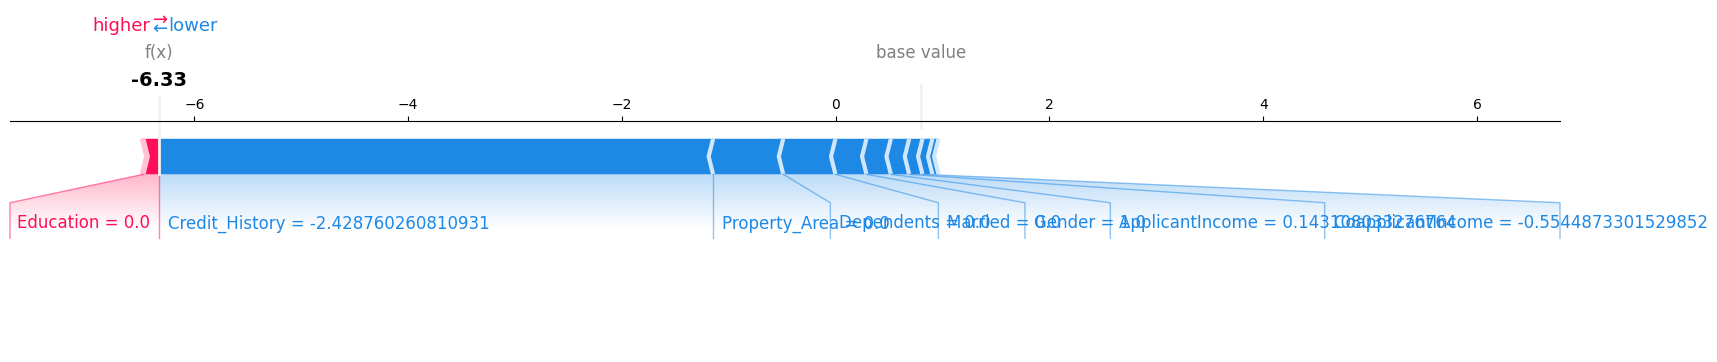 higher ⇄ lower
f(x) base value
-6.33
−6 −4 −2 0 2 4 6
Education = 0.0 Credit_History = -2.428760260810931 Property_Area = 0.0 Dependents = 0.0 Married = 0.0 Gender = 1.0 ApplicantIncome = 0.143108033276764 CoapplicantIncome = -0.5544873301529852